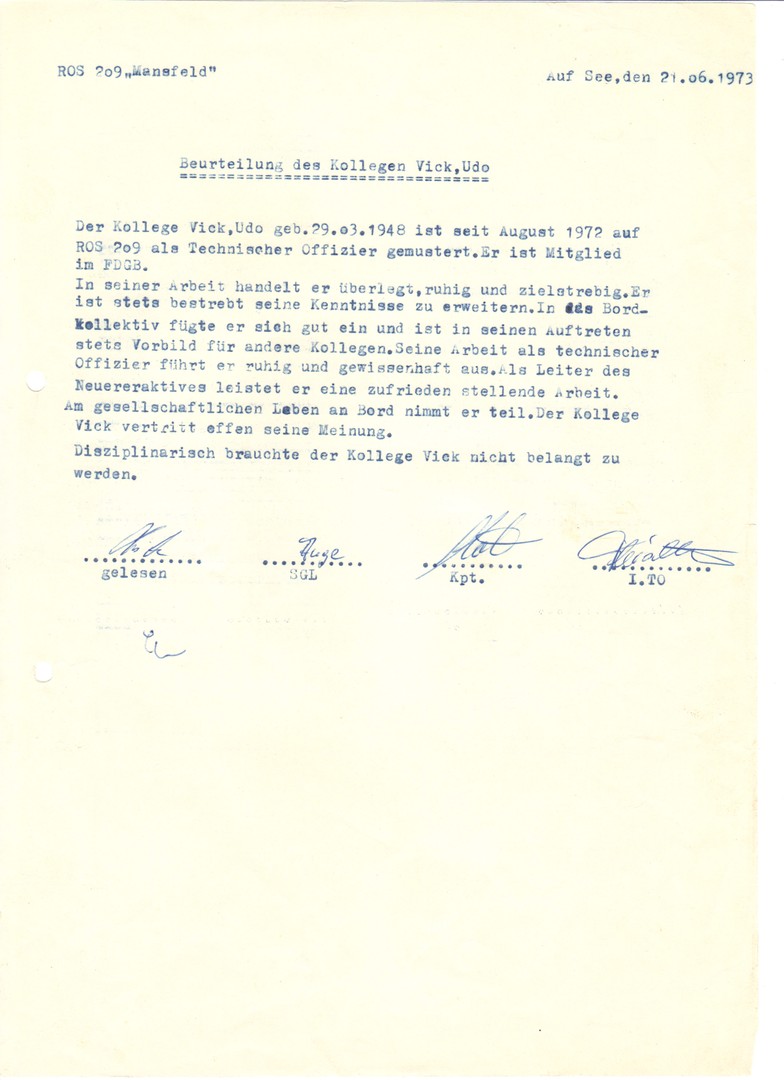 ROS 2o9„Mansfeld"
Auf See,den 21.o6.1973
Beurteilung des Kollegen Vick,Udo
=================================
Der Kollege Vick,Udo geb.29.o3.1948 ist seit August 1972 auf
ROS 2o9 als Technischer Offizier gemustert.Er ist Mitglied
im FDGB.
In seiner Arbeit handelt er überlegt,ruhig und zielstrebig.Er
ist stets bestrebt seine Kenntnisse zu erweitern.In das Bord-
Kollektiv fügte er sich gut ein und ist in seinen Auftreten
stets Vorbild für andere Kollegen.Seine Arbeit als technischer
Offizier führt er ruhig und gewissenhaft aus.Als Leiter des
Neuereraktives leistet er eine zufrieden stellende Arbeit.
Am gesellschaftlichen Leben an Bord nimmt er teil.Der Kollege
Vick vertritt offen seine Meinung.
Disziplinarisch brauchte der Kollege Vick nicht belangt zu
werden.
Vick
gelesen
SGL
Kpt.
I.TO